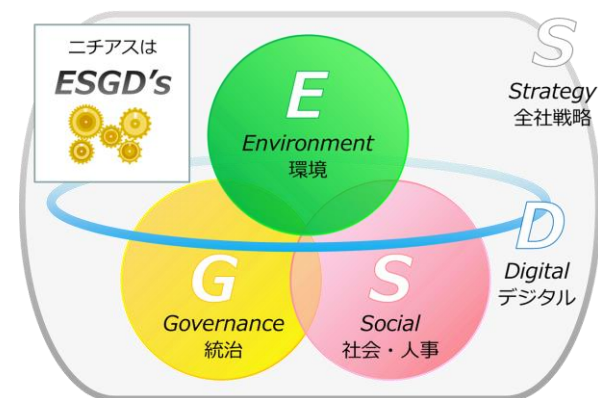 ニチアスは
ESGD's
S
Strategy
全社戦略
E
Environment
環境
D
Digital
デジタル
G
Governance
統治
S
Social
社会・人事